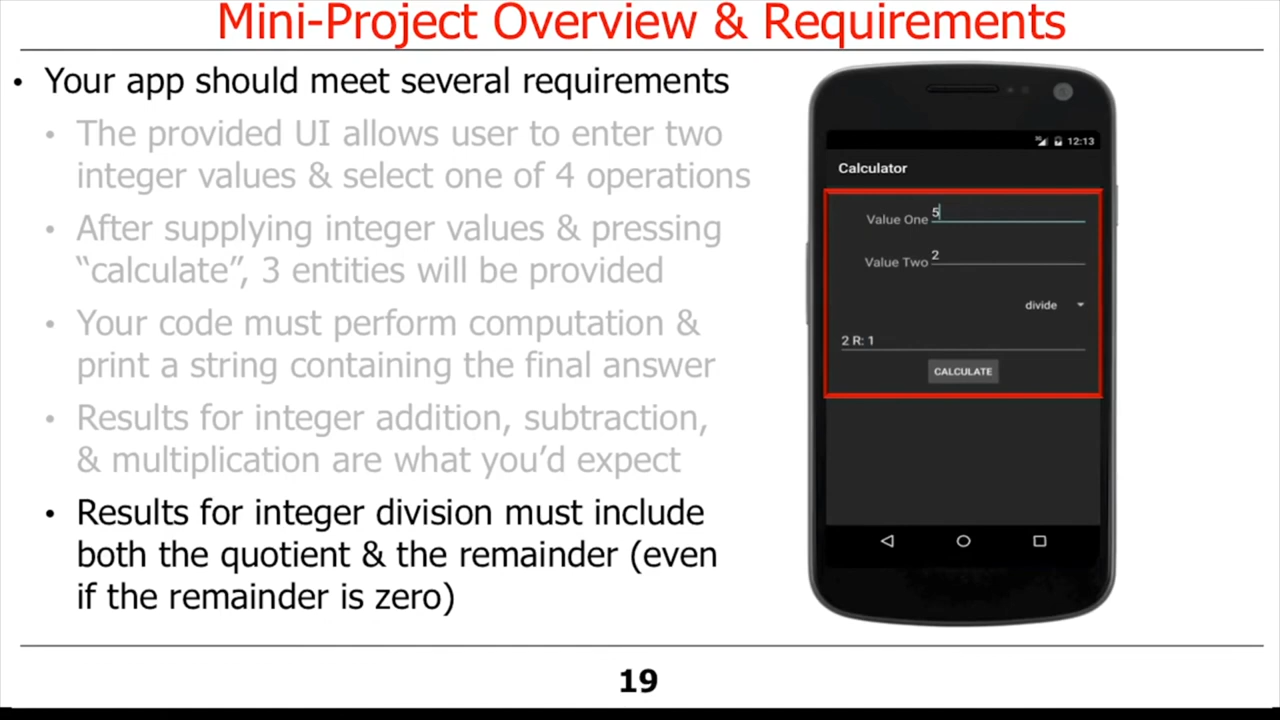 Mini-Project Overview & Requirements
• Your app should meet several requirements
• The provided UI allows user to enter two
integer values & select one of 4 operations
• After supplying integer values & pressing
“calculate”, 3 entities will be provided
• Your code must perform computation &
print a string containing the final answer
• Results for integer addition, subtraction,
& multiplication are what you’d expect
• Results for integer division must include
both the quotient & the remainder (even
if the remainder is zero)
12:13
Calculator
Value One 5
Value Two 2
divide
2 R: 1
CALCULATE
19